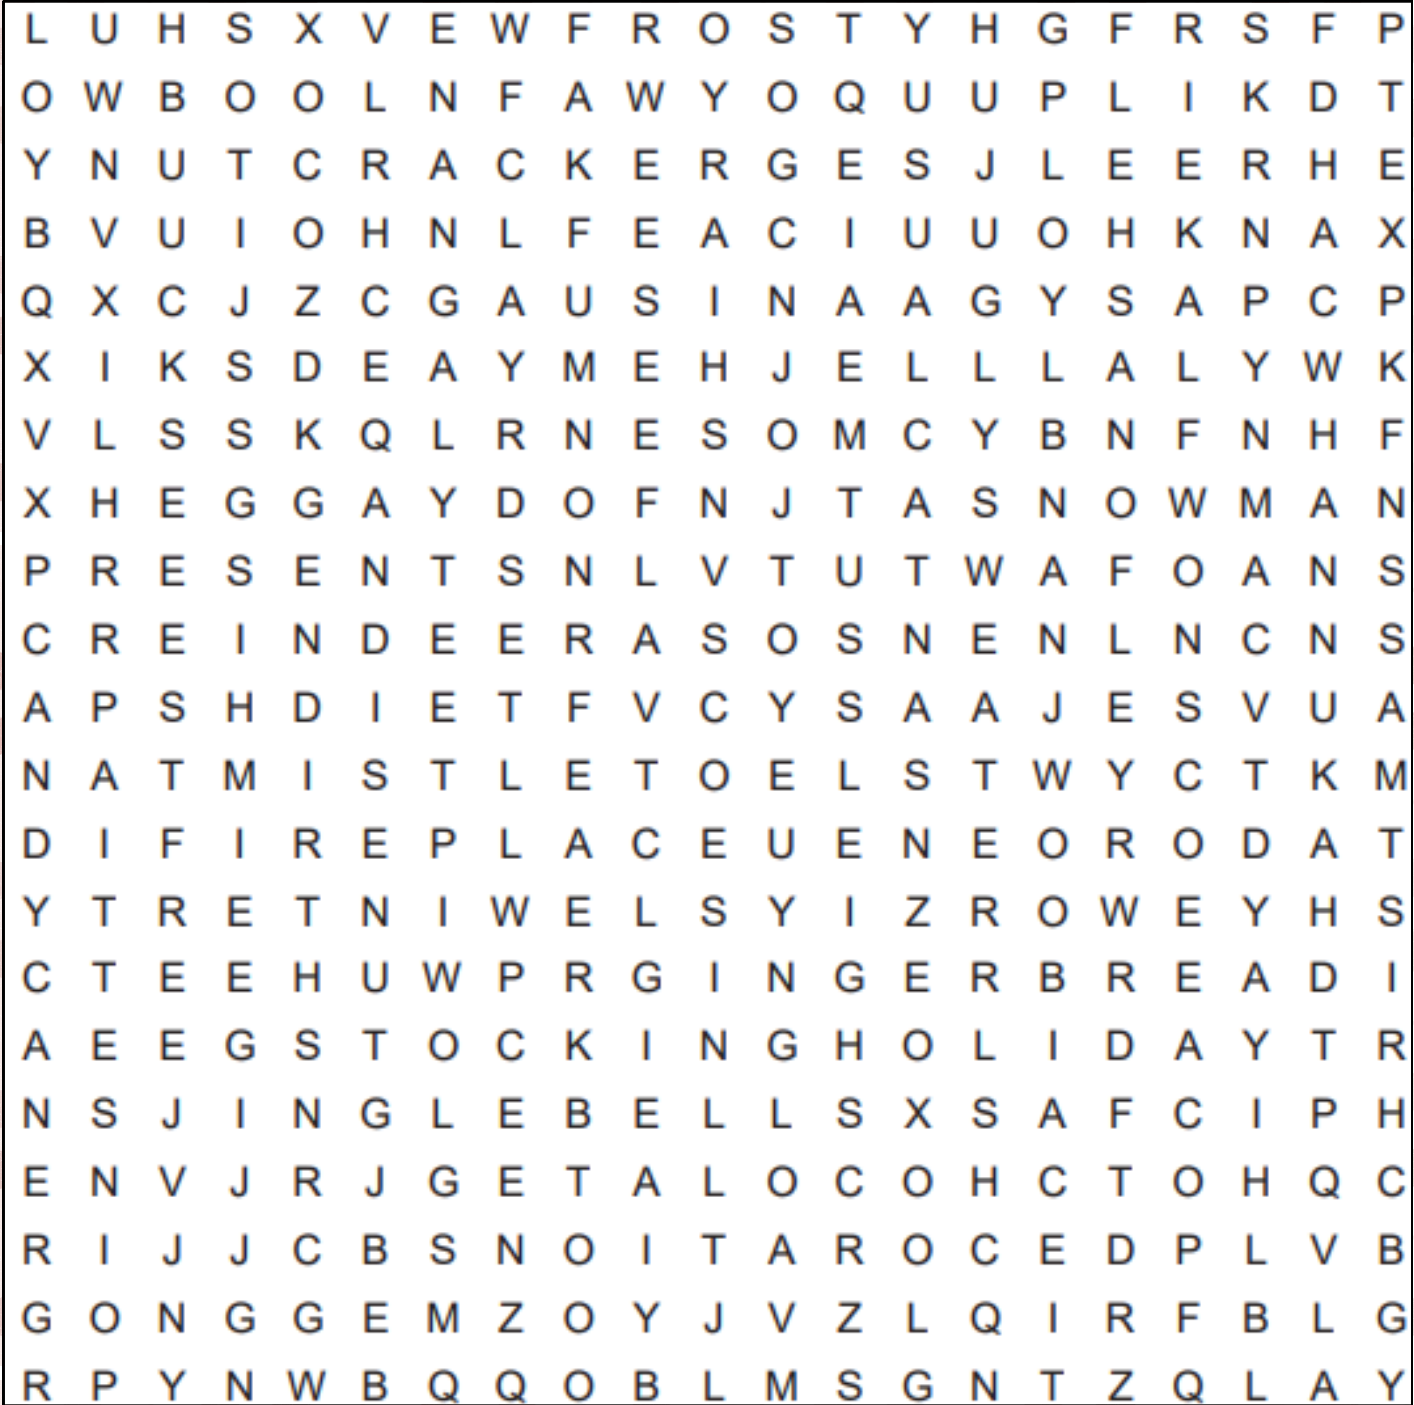 L U H S X V E W F R O S T Y H G F R S F P
O W B O O L N F A W Y O Q U U P L I K D T
Y N U T C R A C K E R G E S J L E E R H E
B V U I O H N L F E A C I U U O H K N A X
Q X C J Z C G A U S I N A A G Y S A P C P
X I K S D E A Y M E H J E L L L A L Y W K
V L S S K Q L R N E S O M C Y B N F N H F
X H E G G A Y D O F N J T A S N O W M A N
P R E S E N T S N L V T U T W A F O A N S
C R E I N D E E R A S O S N E N L N C N S
A P S H D I E T F V C Y S A A J E S V U A
N A T M I S T L E T O E L S T W Y C T K M
D I F I R E P L A C E U E N E O R O D A T
Y T R E T N I W E L S Y I Z R O W E Y H S
C T E E H U W P R G I N G E R B R E A D I
A E E G S T O C K I N G H O L I D A Y T R
N S J I N G L E B E L L S X S A F C I P H
E N V J R J G E T A L O C O H C T O H Q C
R I J J C B S N O I T A R O C E D P L V B
G O N G G E M Z O Y J V Z L Q I R F B L G
R P Y N W B Q Q O B L M S G N T Z Q L A Y